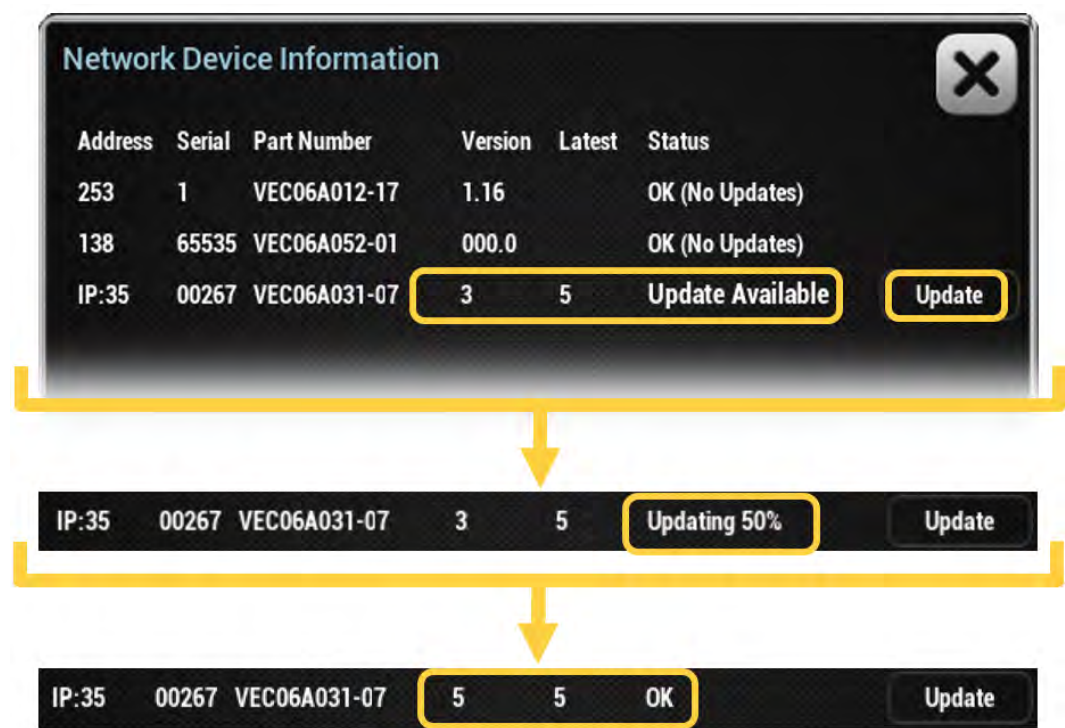 Network Device Information
Address Serial Part Number Version Latest Status
253 1 VEC06A012-17 1.16 OK (No Updates)
138 65535 VEC06A052-01 000.0 OK (No Updates)
IP:35 00267 VEC06A031-07 3 5 Update Available Update
IP:35 00267 VEC06A031-07 3 5 Updating 50% Update
IP:35 00267 VEC06A031-07 5 5 OK Update